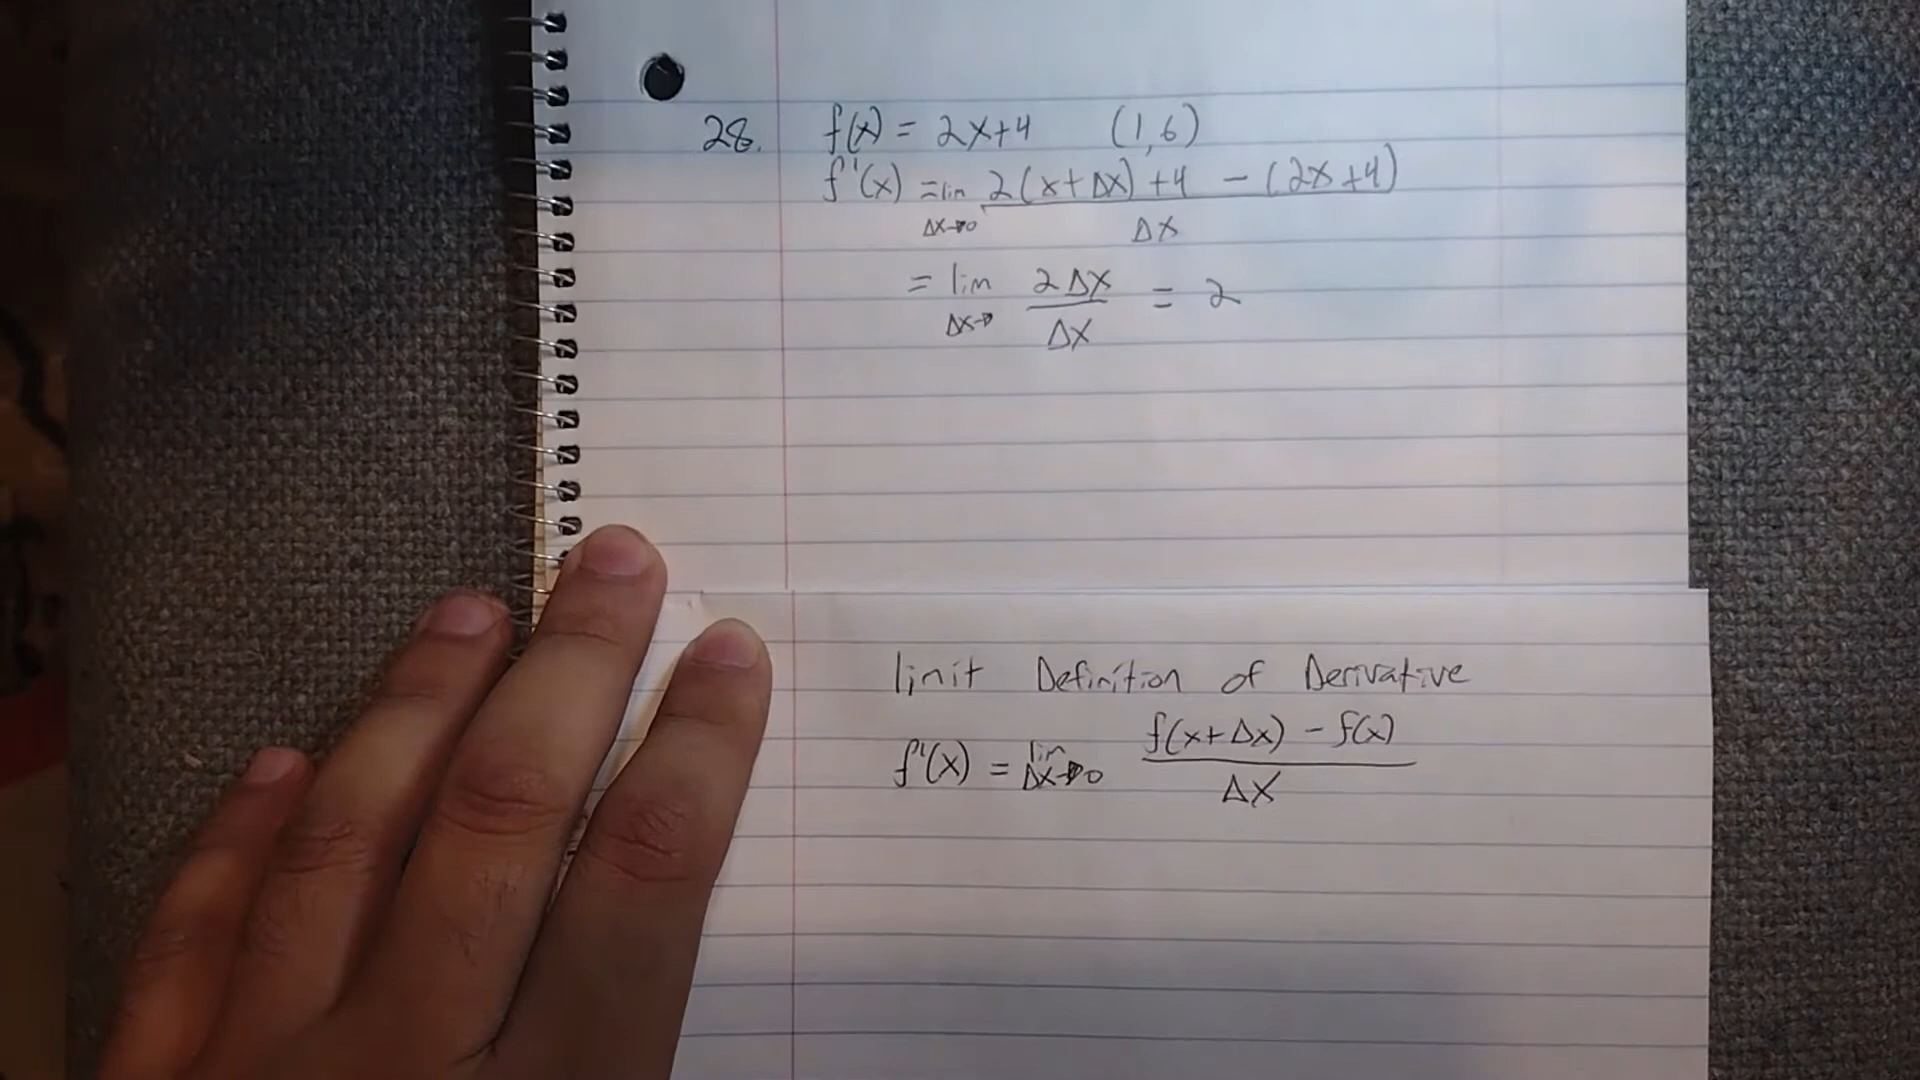 28. f(x) = 2x+4 (1,6)
f'(x) = lim 2(x+Δx)+4 - (2x+4)
Δx→0 Δx
= lim 2Δx = 2
Δx→ Δx
limit Definition of Derivative
f'(x) = lim f(x+Δx) - f(x)
Δx→0 Δx